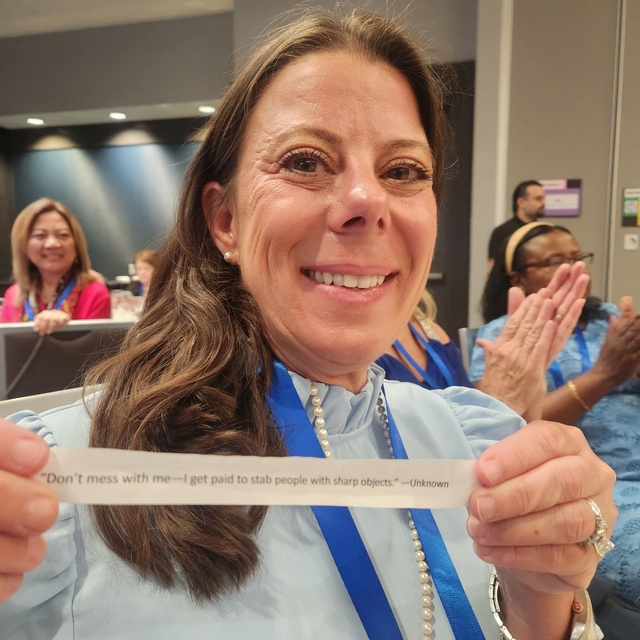 "Don't mess with me—I get paid to stab people with sharp objects." —Unknown